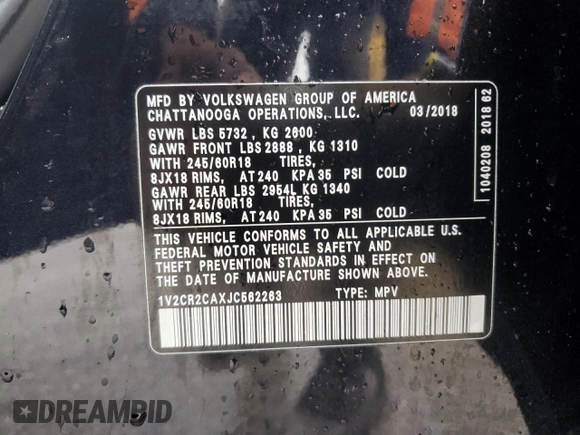 MFD BY VOLKSWAGEN GROUP OF AMERICA
CHATTANOOGA OPERATIONS, LLC. 03/2018
GVWR LBS 5732 , KG 2600
GAWR FRONT LBS 2888 , KG 1310
WITH 245/60R18 TIRES,
8JX18 RIMS, AT 240 KPA 35 PSI COLD
GAWR REAR LBS 2954L KG 1340
WITH 245/60R18 TIRES,
8JX18 RIMS, AT 240 KPA 35 PSI COLD
THIS VEHICLE CONFORMS TO ALL APPLICABLE U.S.
FEDERAL MOTOR VEHICLE SAFETY AND
THEFT PREVENTION STANDARDS IN EFFECT ON
THE DATE OF MANUFACTURE SHOWN ABOVE.
1V2CR2CAXJC562263 TYPE: MPV
1040208 2018 62
DREAMBID